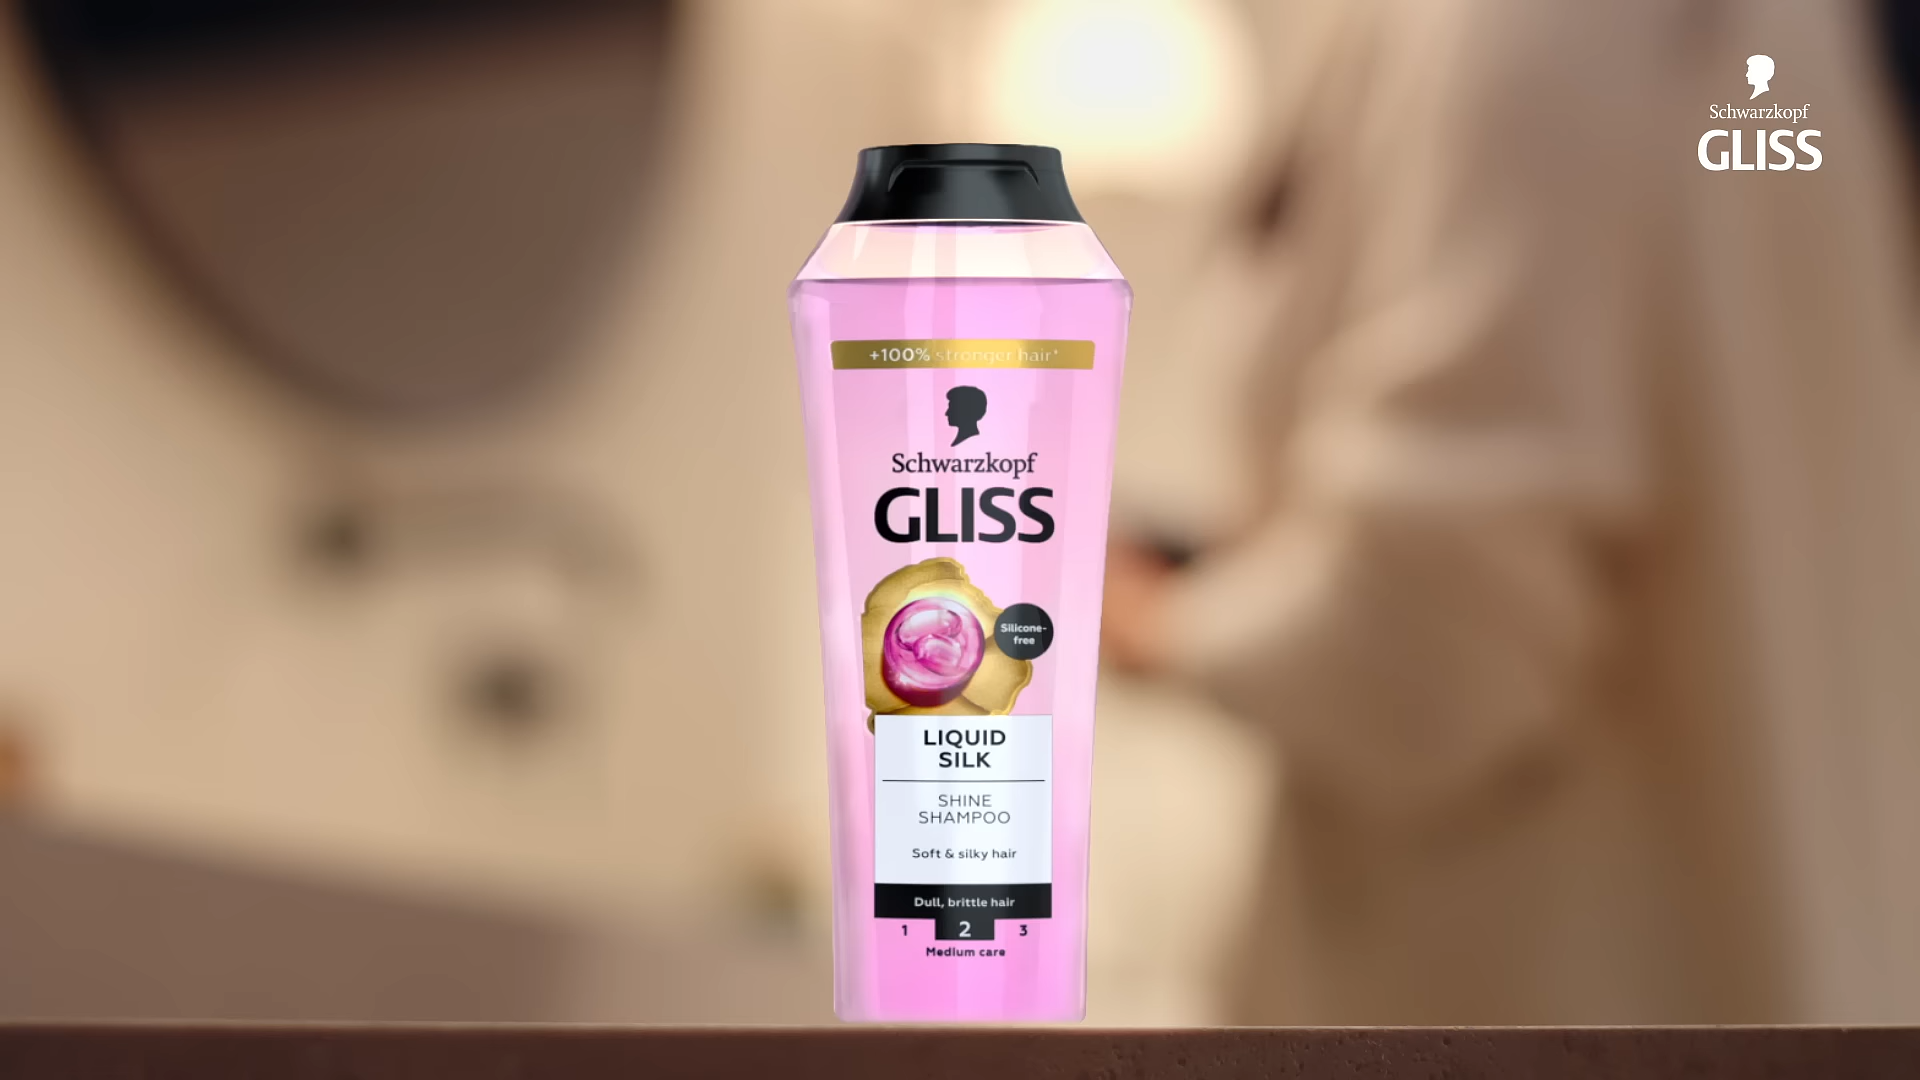 Schwarzkopf
GLISS
+100% stronger hair*
Schwarzkopf
GLISS
Silicone-
free
LIQUID
SILK
SHINE
SHAMPOO
Soft & silky hair
Dull, brittle hair
1 2 3
Medium care